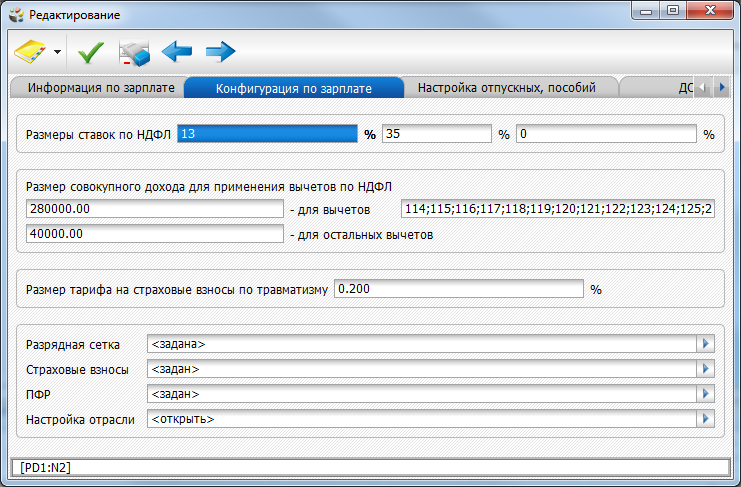 Редактирование
Информация по зарплате Конфигурация по зарплате Настройка отпускных, пособий ДС
Размеры ставок по НДФЛ 13 % 35 % 0 %
Размер совокупного дохода для применения вычетов по НДФЛ
280000.00 - для вычетов 114;115;116;117;118;119;120;121;122;123;124;125;2
40000.00 - для остальных вычетов
Размер тарифа на страховые взносы по травматизму 0.200 %
Разрядная сетка <задана>
Страховые взносы <задан>
ПФР <задан>
Настройка отрасли <открыть>
[PD1:N2]